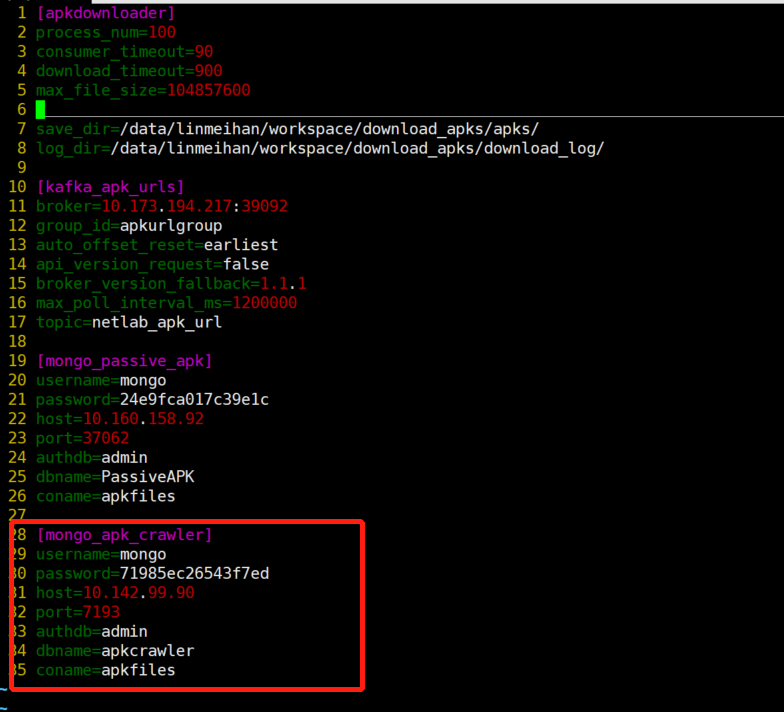 1 [apkdownloader]
2 process_num=100
3 consumer_timeout=90
4 download_timeout=900
5 max_file_size=104857600
6
7 save_dir=/data/linmeihan/workspace/download_apks/apks/
8 log_dir=/data/linmeihan/workspace/download_apks/download_log/
9
10 [kafka_apk_urls]
11 broker=10.173.194.217:39092
12 group_id=apkurlgroup
13 auto_offset_reset=earliest
14 api_version_request=false
15 broker_version_fallback=1.1.1
16 max_poll_interval_ms=1200000
17 topic=netlab_apk_url
18
19 [mongo_passive_apk]
20 username=mongo
21 password=24e9fca017c39e1c
22 host=10.160.158.92
23 port=37062
24 authdb=admin
25 dbname=PassiveAPK
26 coname=apkfiles
27
28 [mongo_apk_crawler]
29 username=mongo
30 password=71985ec26543f7ed
31 host=10.142.99.90
32 port=7193
33 authdb=admin
34 dbname=apkcrawler
35 coname=apkfiles
~
~